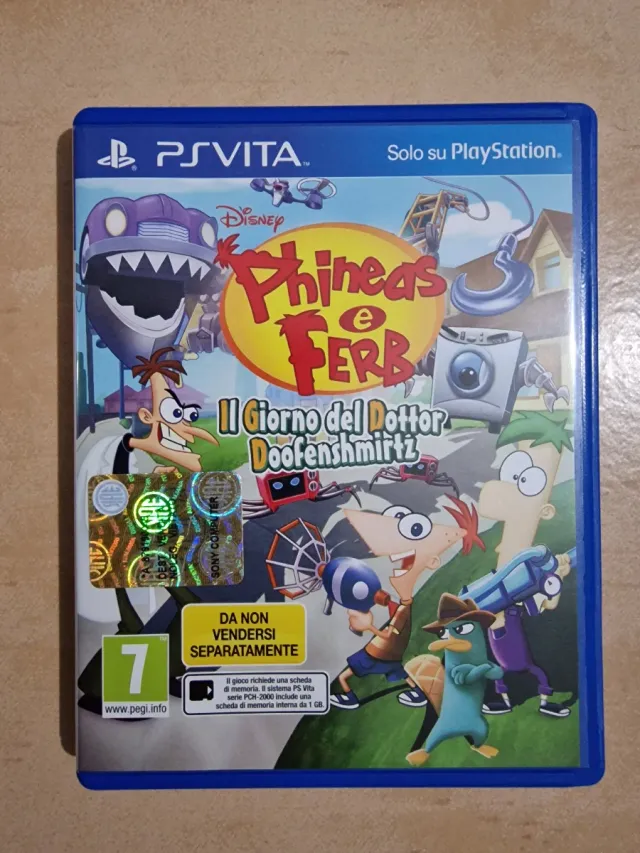 PSVITA™
Solo su PlayStation®
Disney
Phineas
e
Ferb
Il Giorno del Dottor
Doofenshmirtz
SONY COMPUTER
DA NON
VENDERSI
SEPARATAMENTE
7
www.pegi.info
Il gioco richiede una scheda
di memoria. Il sistema PS Vita
serie PCH-2000 include una
scheda di memoria interna da 1 GB.